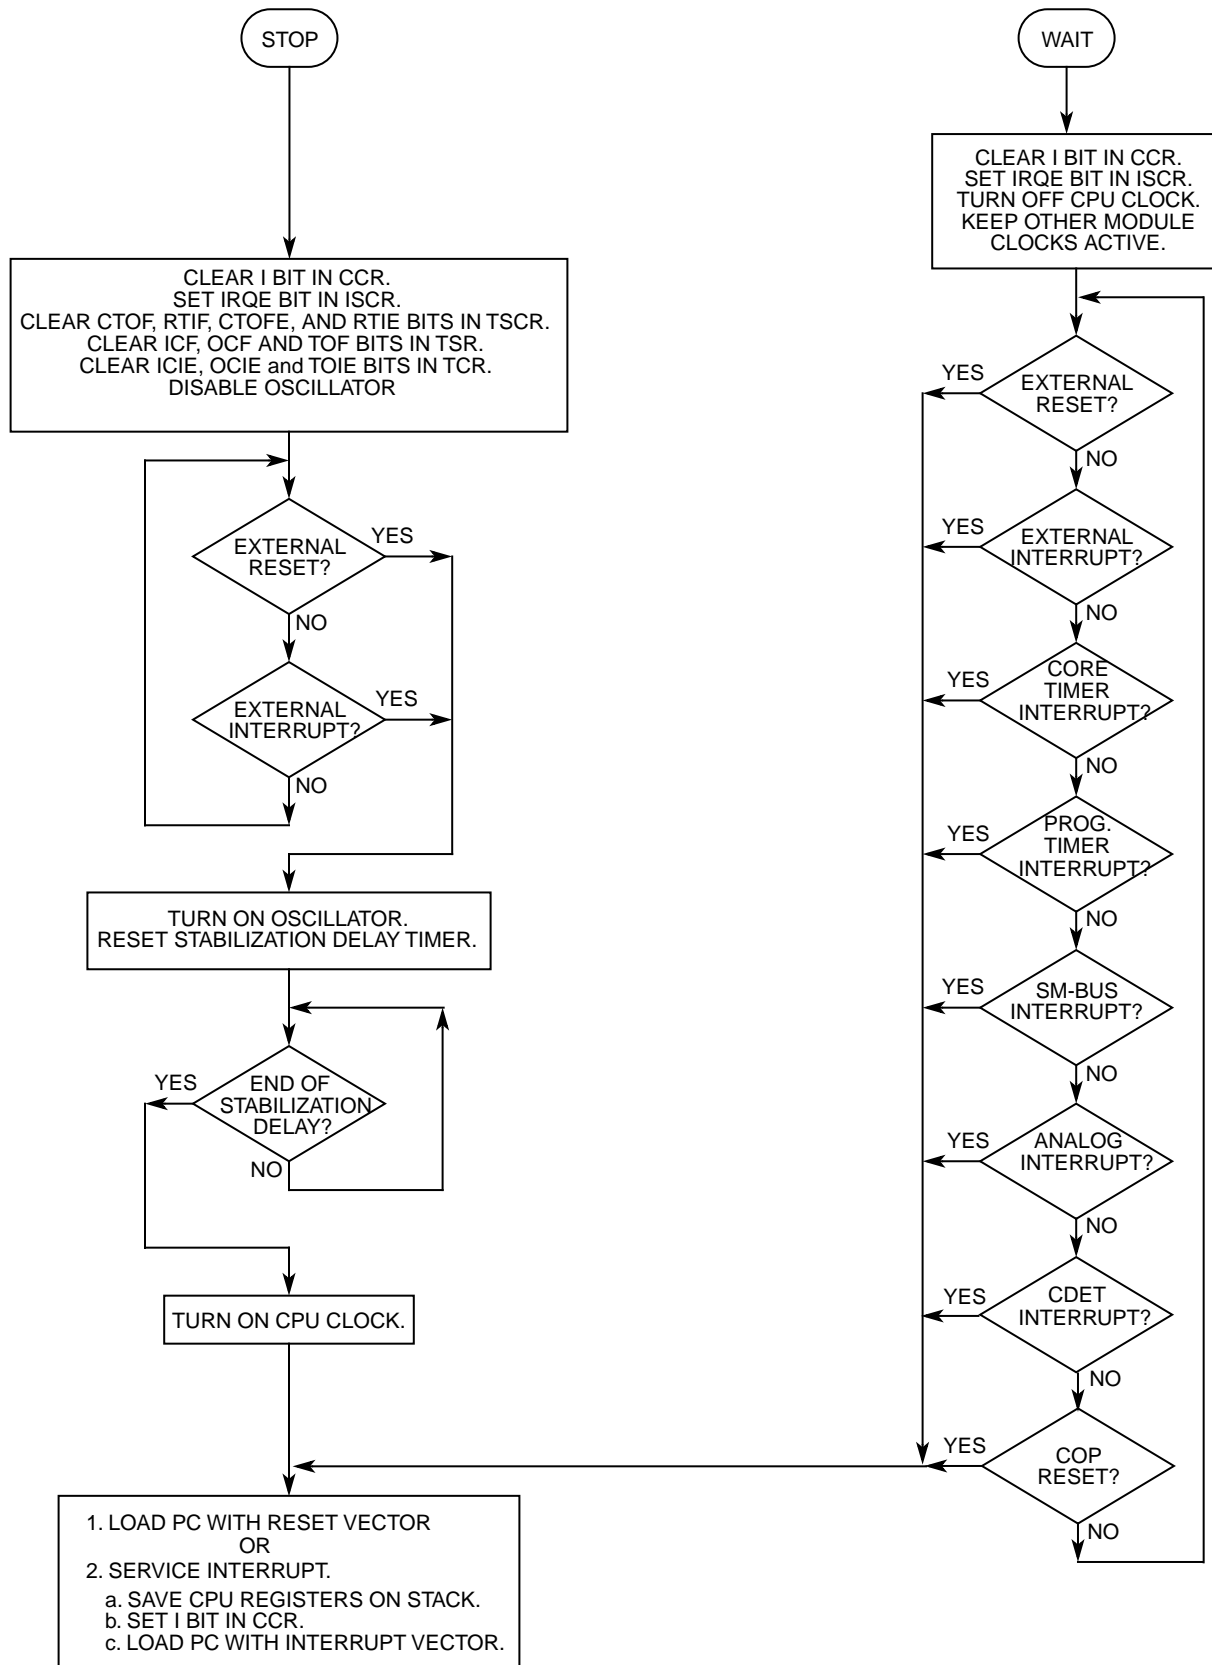 STOP
CLEAR I BIT IN CCR.
SET IRQE BIT IN ISCR.
CLEAR CTOF, RTIF, CTOFE, AND RTIE BITS IN TSCR.
CLEAR ICF, OCF AND TOF BITS IN TSR.
CLEAR ICIE, OCIE and TOIE BITS IN TCR.
DISABLE OSCILLATOR
EXTERNAL
RESET?
YES
NO
EXTERNAL
INTERRUPT?
YES
NO
TURN ON OSCILLATOR.
RESET STABILIZATION DELAY TIMER.
YES
END OF
STABILIZATION
DELAY?
NO
TURN ON CPU CLOCK.
1. LOAD PC WITH RESET VECTOR
OR
2. SERVICE INTERRUPT.
a. SAVE CPU REGISTERS ON STACK.
b. SET I BIT IN CCR.
c. LOAD PC WITH INTERRUPT VECTOR.
WAIT
CLEAR I BIT IN CCR.
SET IRQE BIT IN ISCR.
TURN OFF CPU CLOCK.
KEEP OTHER MODULE
CLOCKS ACTIVE.
YES
EXTERNAL
RESET?
NO
YES
EXTERNAL
INTERRUPT?
NO
YES
CORE
TIMER
INTERRUPT?
NO
YES
PROG.
TIMER
INTERRUPT?
NO
YES
SM-BUS
INTERRUPT?
NO
YES
ANALOG
INTERRUPT?
NO
YES
CDET
INTERRUPT?
NO
YES
COP
RESET?
NO